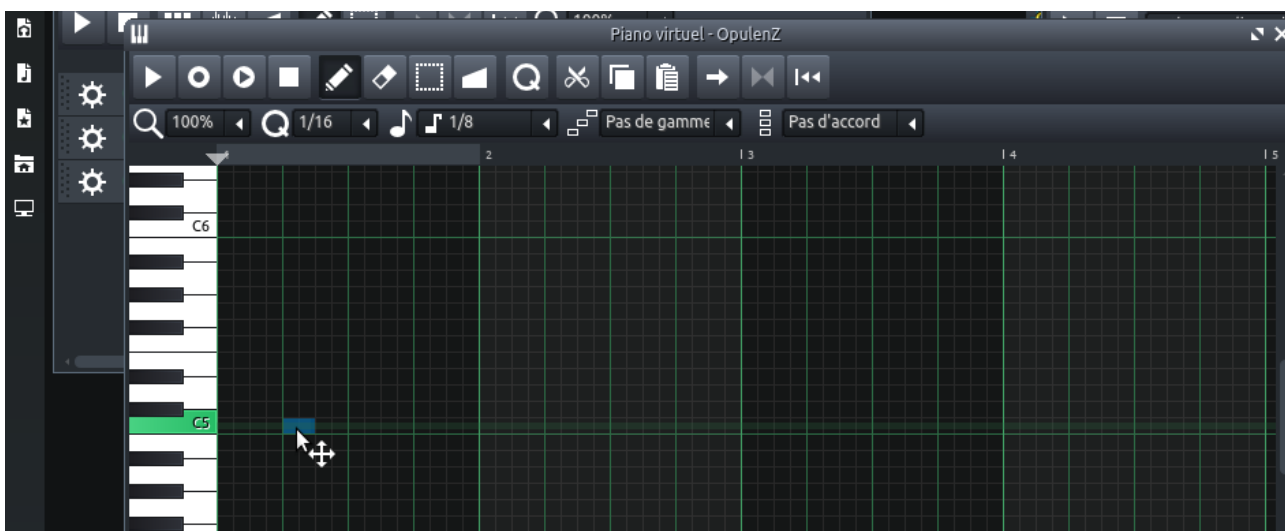 100%
Piano virtuel - OpulenZ
100% 1/16 1/8 Pas de gamme Pas d'accord
2 3 4 5
C6
C5